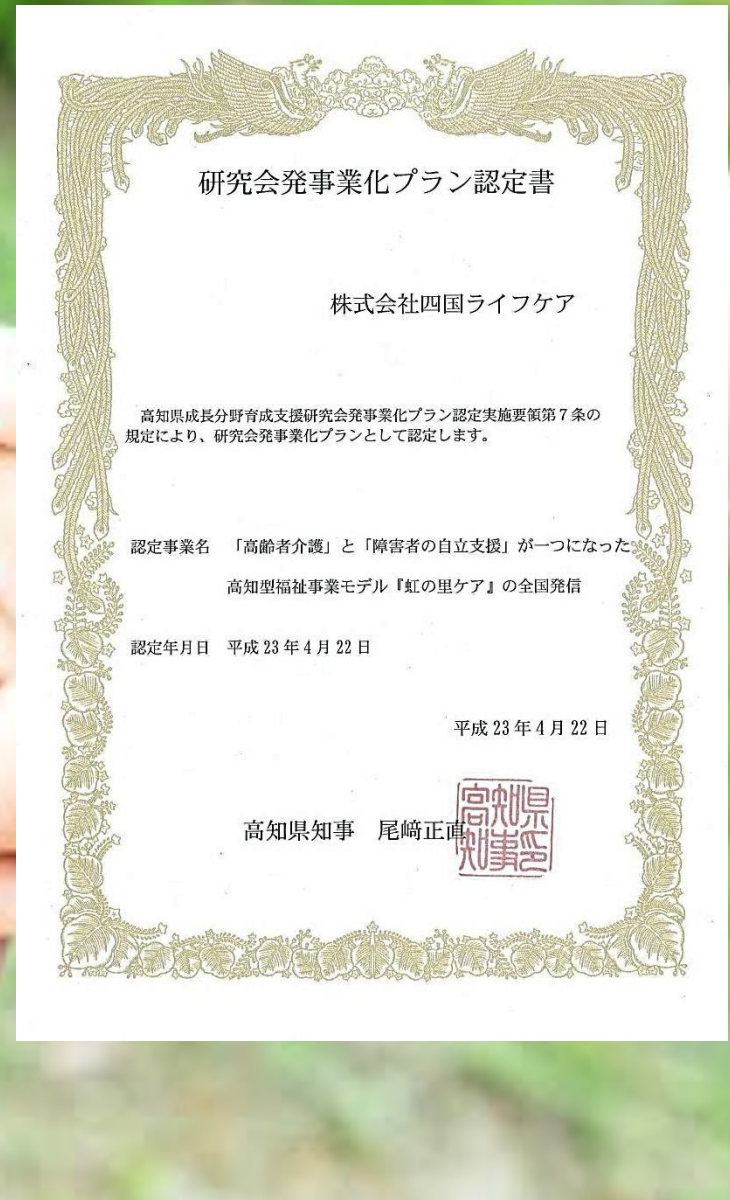 研究会発事業化プラン認定書
株式会社四国ライフケア
高知県成長分野育成支援研究会発事業化プラン認定実施要領第7条の
規定により、研究会発事業化プランとして認定します。
認定事業名　「高齢者介護」と「障害者の自立支援」が一つになった
高知型福祉事業モデル『虹の里ケア』の全国発信
認定年月日　平成23年4月22日
平成23年4月22日
高知県知事　尾﨑正直
高知県
知事印